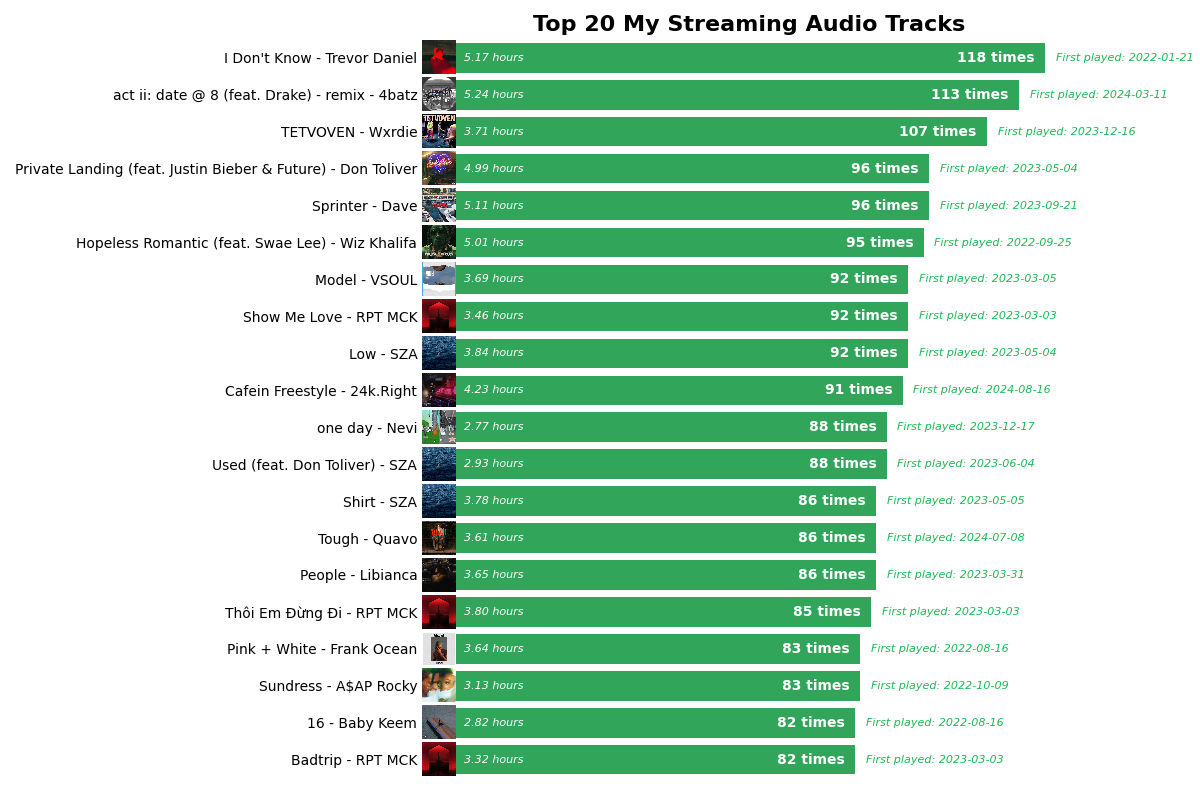 Top 20 My Streaming Audio Tracks
I Don't Know - Trevor Daniel 5.17 hours 118 times First played: 2022-01-21
act ii: date @ 8 (feat. Drake) - remix - 4batz 5.24 hours 113 times First played: 2024-03-11
TETVOVEN - Wxrdie TETVOVEN 3.71 hours 107 times First played: 2023-12-16
Private Landing (feat. Justin Bieber & Future) - Don Toliver 4.99 hours 96 times First played: 2023-05-04
Sprinter - Dave 5.11 hours 96 times First played: 2023-09-21
Hopeless Romantic (feat. Swae Lee) - Wiz Khalifa 5.01 hours 95 times First played: 2022-09-25
Model - VSOUL 3.69 hours 92 times First played: 2023-03-05
Show Me Love - RPT MCK 3.46 hours 92 times First played: 2023-03-03
Low - SZA 3.84 hours 92 times First played: 2023-05-04
Cafein Freestyle - 24k.Right 4.23 hours 91 times First played: 2024-08-16
one day - Nevi 2.77 hours 88 times First played: 2023-12-17
Used (feat. Don Toliver) - SZA 2.93 hours 88 times First played: 2023-06-04
Shirt - SZA 3.78 hours 86 times First played: 2023-05-05
Tough - Quavo 3.61 hours 86 times First played: 2024-07-08
People - Libianca 3.65 hours 86 times First played: 2023-03-31
Thôi Em Đừng Đi - RPT MCK 3.80 hours 85 times First played: 2023-03-03
Pink + White - Frank Ocean 3.64 hours 83 times First played: 2022-08-16
Sundress - A$AP Rocky 3.13 hours 83 times First played: 2022-10-09
16 - Baby Keem 2.82 hours 82 times First played: 2022-08-16
Badtrip - RPT MCK 3.32 hours 82 times First played: 2023-03-03